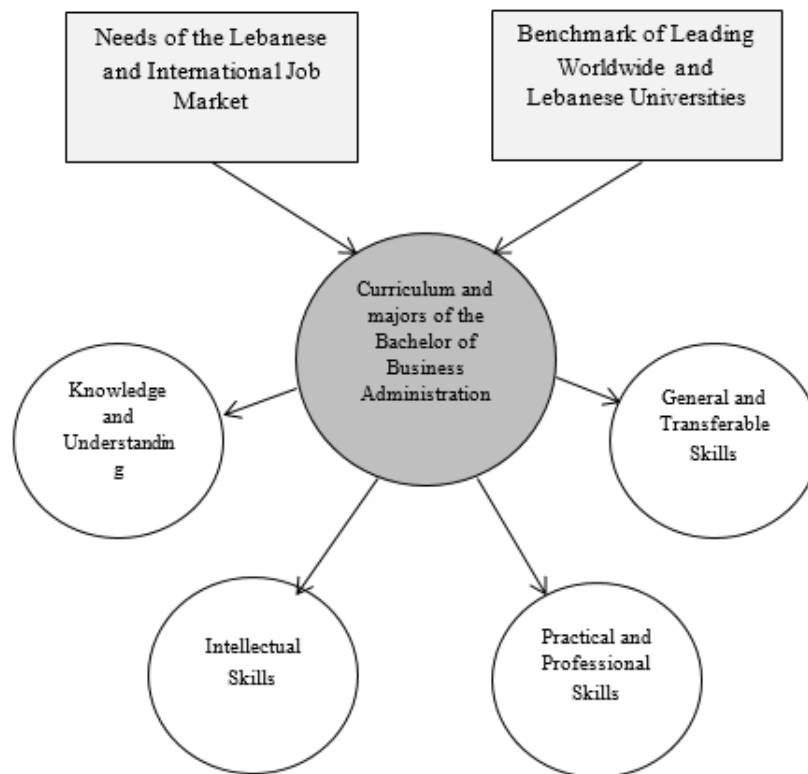 Needs of the Lebanese
and International Job
Market
Benchmark of Leading
Worldwide and
Lebanese Universities
Curriculum and
majors of the
Bachelor of
Business
Administration
Knowledge
and
Understandin
g
General and
Transferable
Skills
Intellectual
Skills
Practical and
Professional
Skills